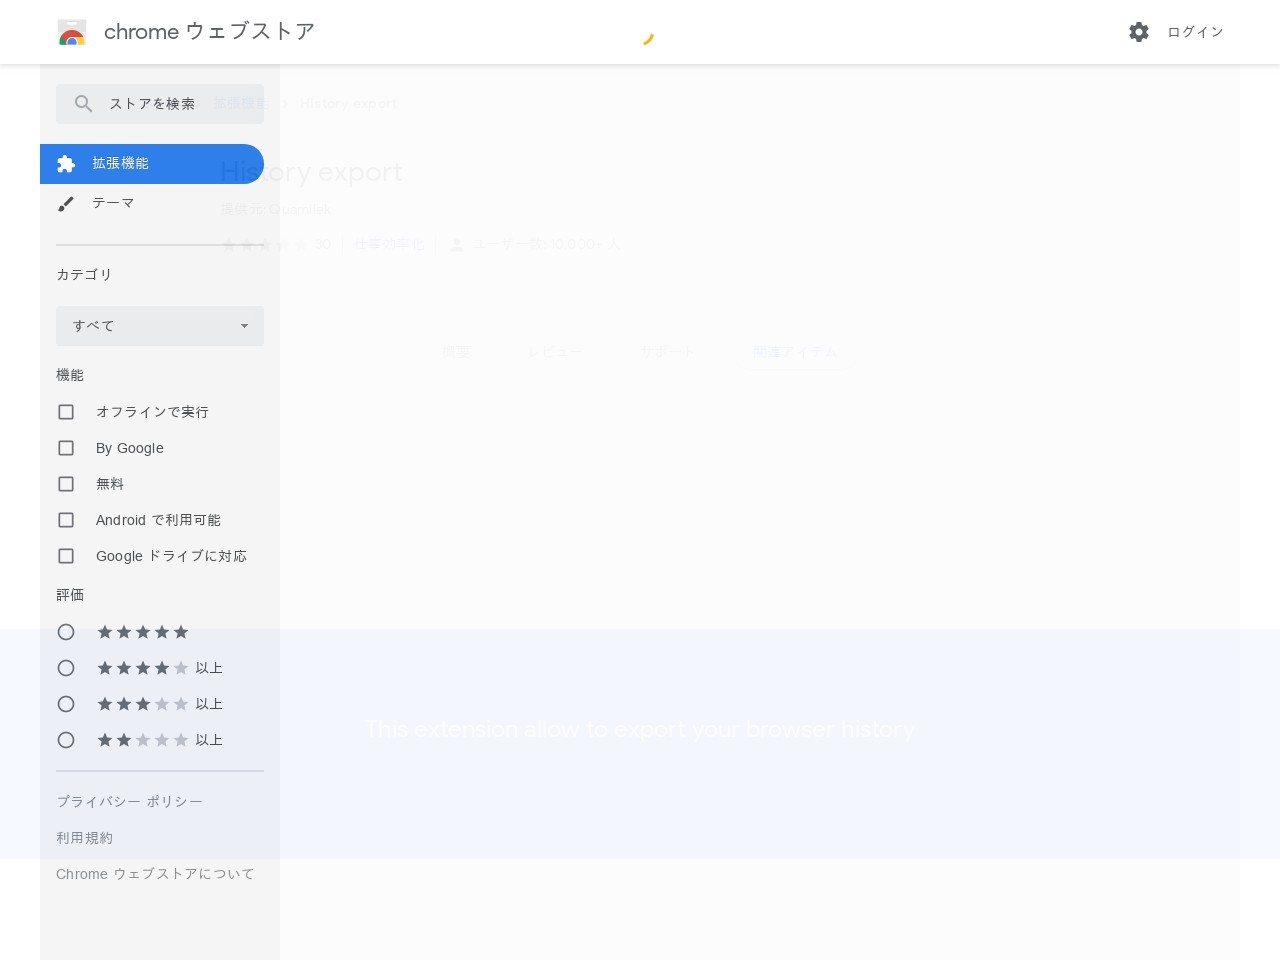 chrome ウェブストア
ログイン
ストアを検索
拡張機能
History export
拡張機能
History export
テーマ
提供元: Quamilek
30
仕事効率化
ユーザー数: 10,000+ 人
カテゴリ
すべて
概要
レビュー
サポート
関連アイテム
機能
オフラインで実行
By Google
無料
Android で利用可能
Google ドライブに対応
評価
以上
以上
以上
This extension allow to export your browser history
プライバシー ポリシー
利用規約
Chrome ウェブストアについて